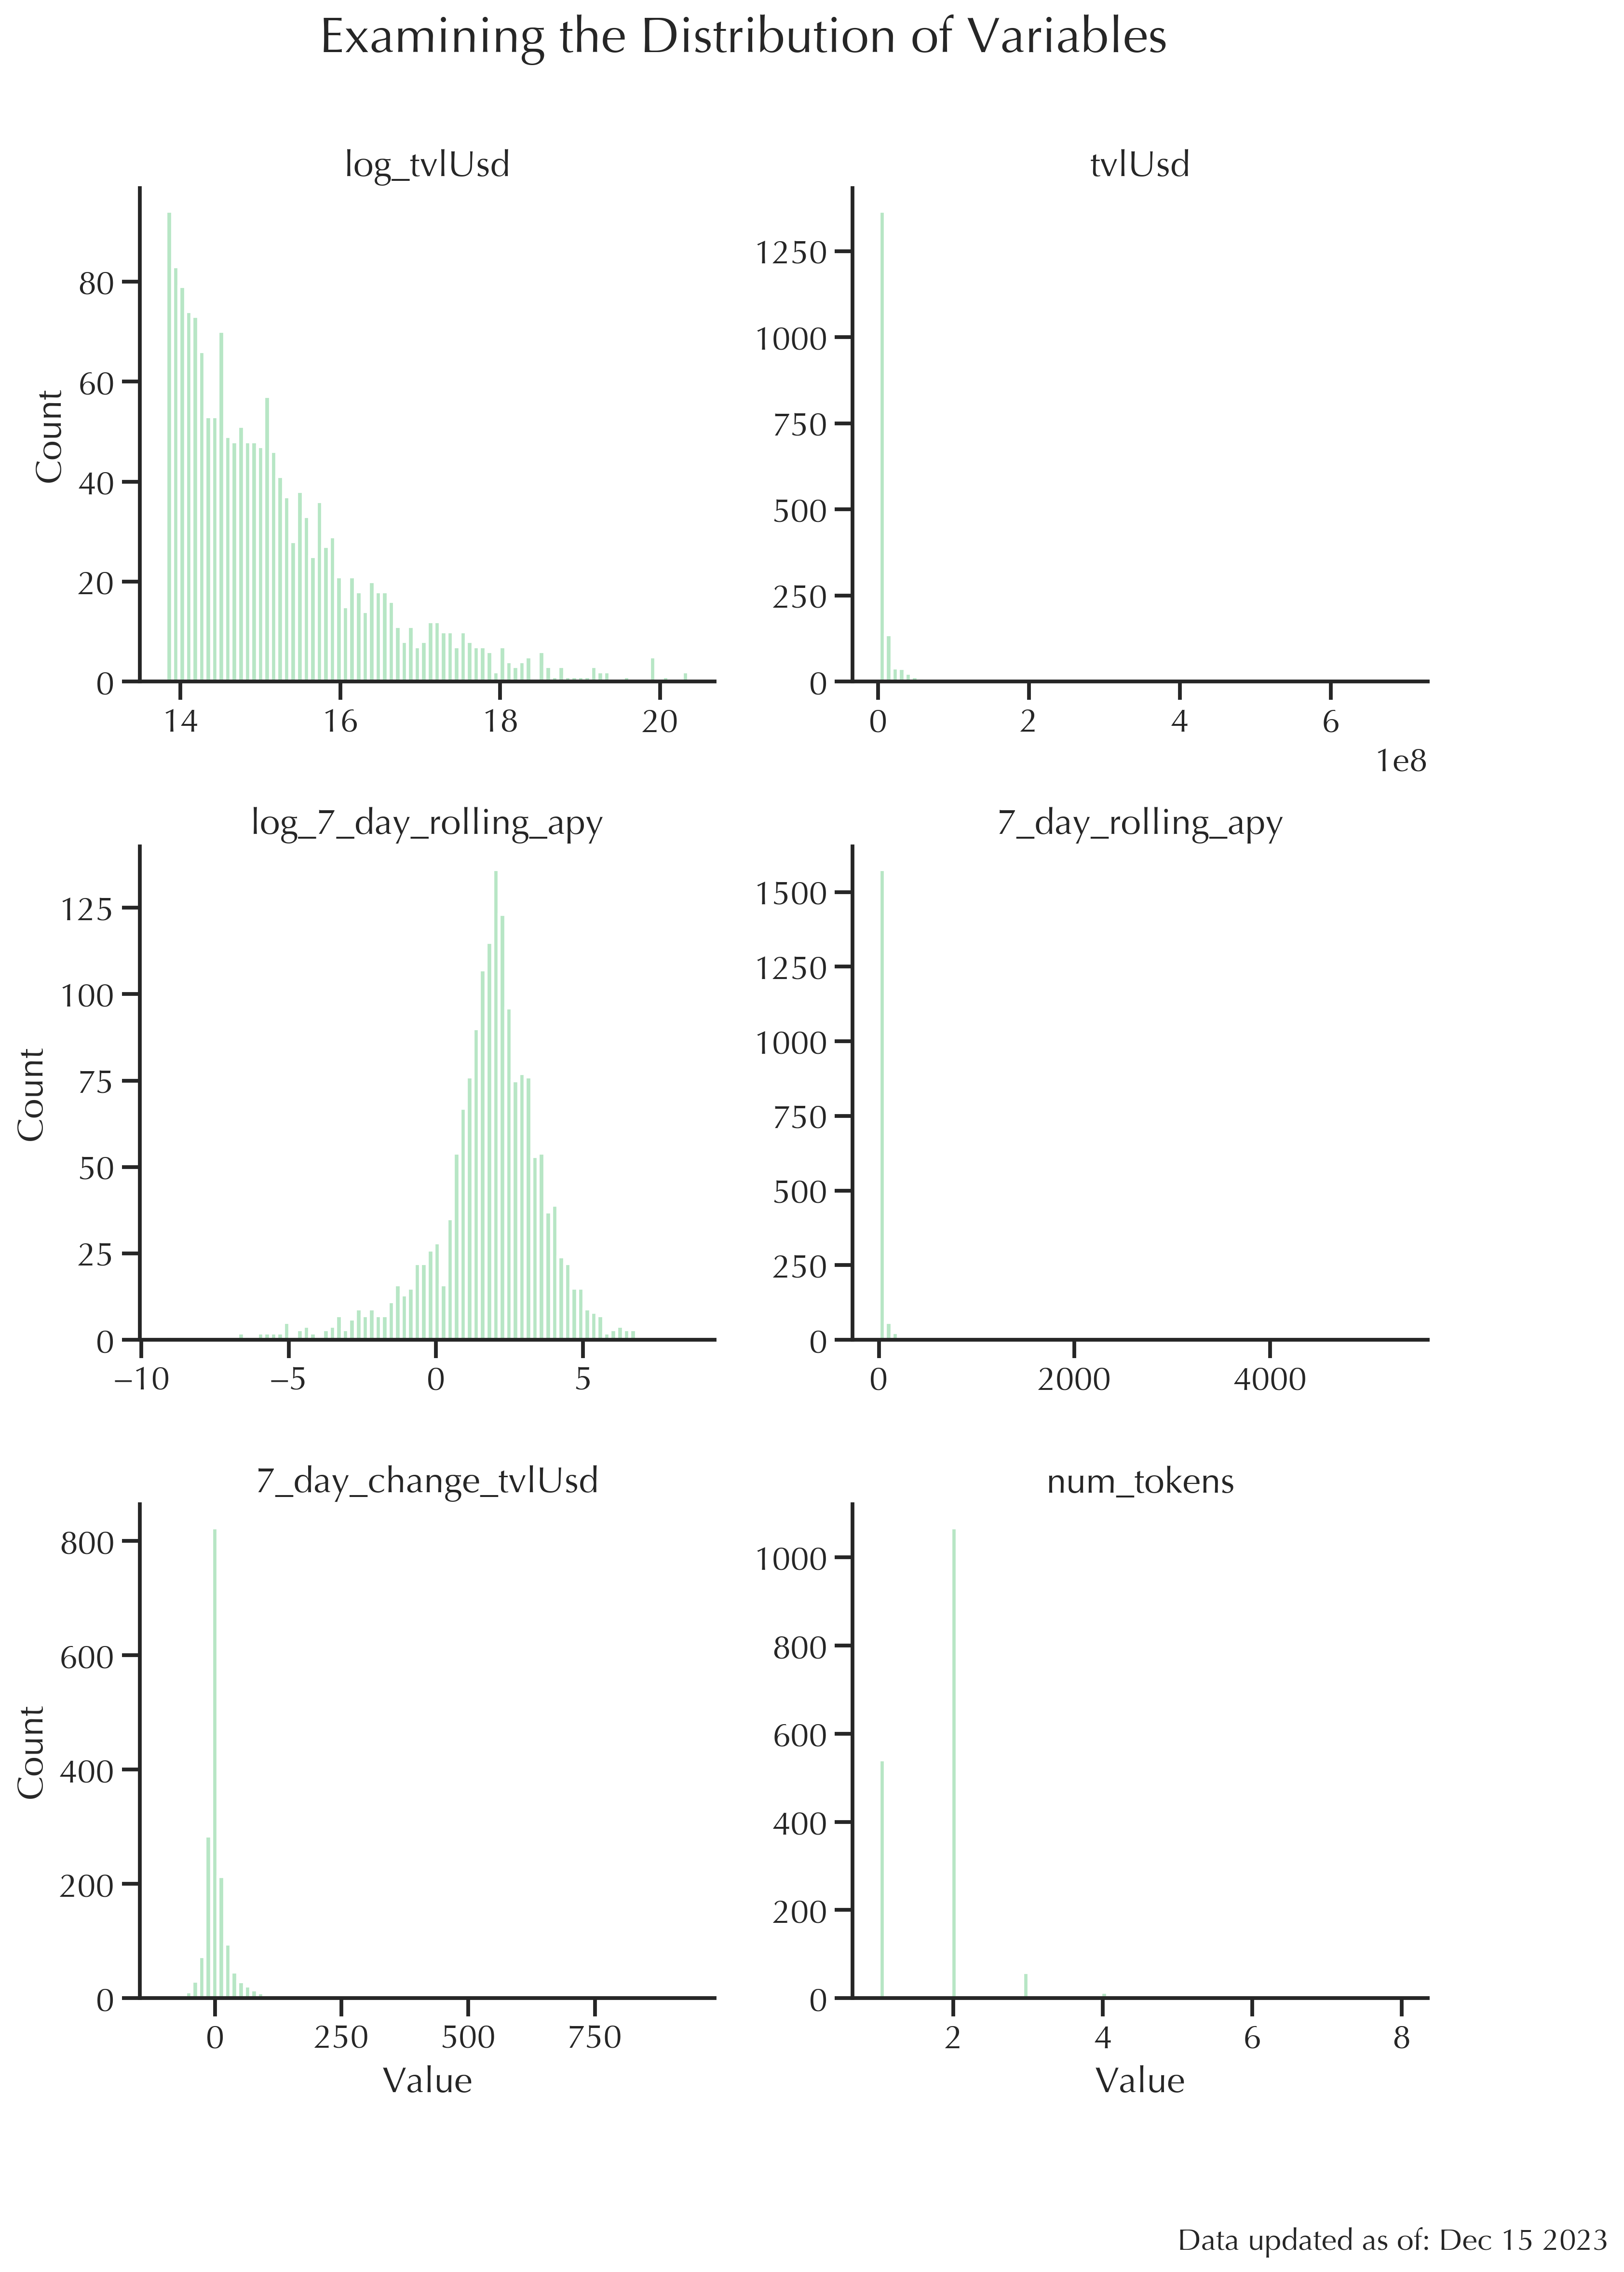 Examining the Distribution of Variables
log_tvlUsd
tvlUsd
Count
80
60
40
20
0
14 16 18 20
1250
1000
750
500
250
0
0 2 4 6
1e8
log_7_day_rolling_apy
7_day_rolling_apy
Count
125
100
75
50
25
0
−10 −5 0 5
1500
1250
1000
750
500
250
0
0 2000 4000
7_day_change_tvlUsd
num_tokens
Count
800
600
400
200
0
0 250 500 750
Value
1000
800
600
400
200
0
2 4 6 8
Value
Data updated as of: Dec 15 2023